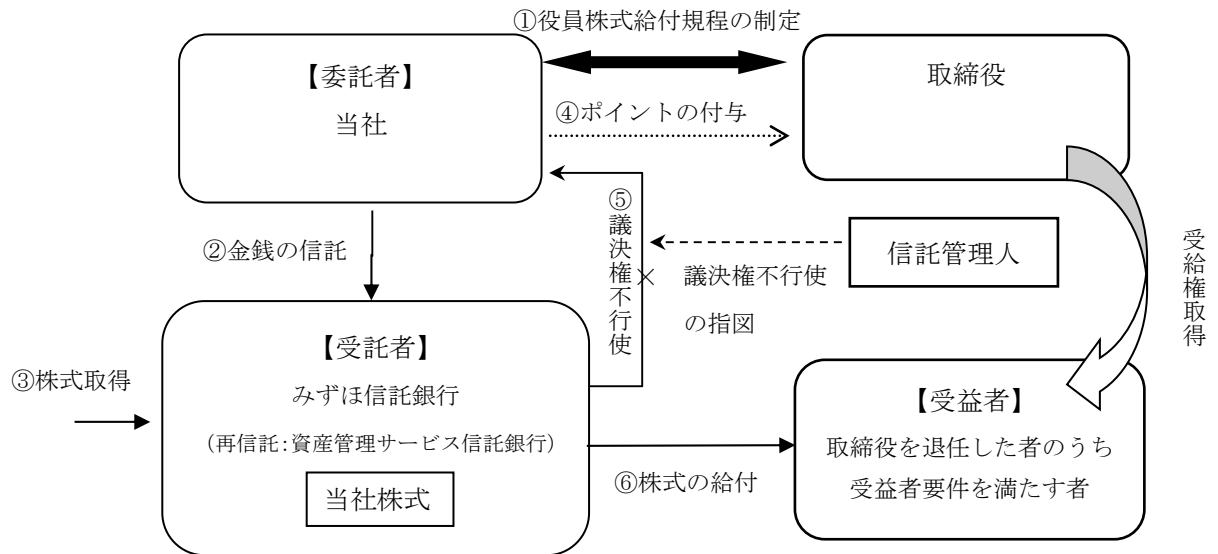 ①役員株式給付規程の制定
【委託者】
当社
取締役
④ポイントの付与
②金銭の信託
⑤議決権不行使
×
議決権不行使
の指図
信託管理人
受給権取得
③株式取得
【受託者】
みずほ信託銀行
(再信託:資産管理サービス信託銀行)
当社株式
⑥株式の給付
【受益者】
取締役を退任した者のうち
受益者要件を満たす者